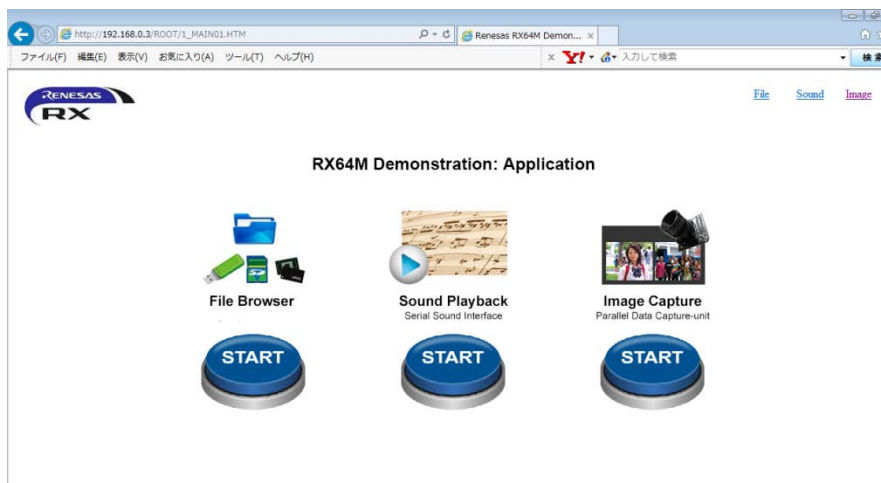 http://192.168.0.3/ROOT/1_MAIN01.HTM
Renesas RX64M Demon...
ファイル(F) 編集(E) 表示(V) お気に入り(A) ツール(T) ヘルプ(H)
x Y! 入力して検索 検索
RENESAS
RX
File Sound Image
RX64M Demonstration: Application
File Browser
Sound Playback
Serial Sound Interface
Image Capture
Parallel Data Capture-unit
START START START